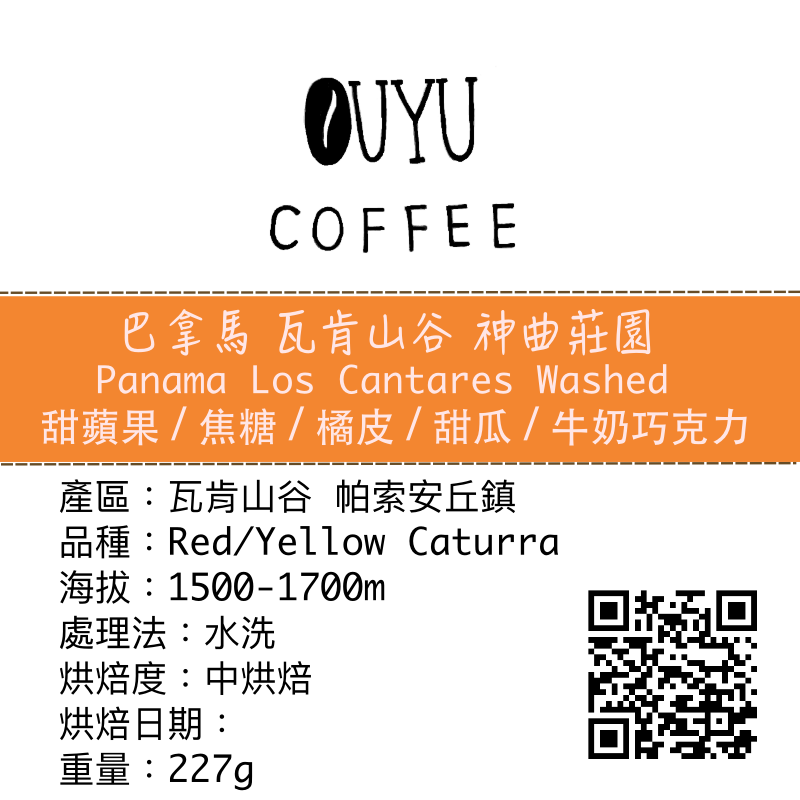 OUYU
COFFEE
巴拿馬 瓦肯山谷 神曲莊園
Panama Los Cantares Washed
甜蘋果/焦糖/橘皮/甜瓜/牛奶巧克力
產區：瓦肯山谷 帕索安丘鎮
品種：Red/Yellow Caturra
海拔：1500-1700m
處理法：水洗
烘焙度：中烘焙
烘焙日期：
重量：227g